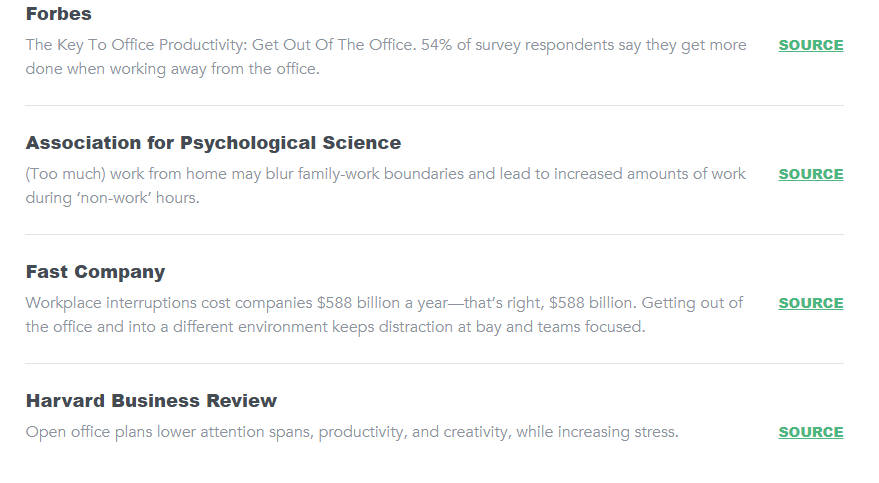 Forbes
The Key To Office Productivity: Get Out Of The Office. 54% of survey respondents say they get more
done when working away from the office.
SOURCE
Association for Psychological Science
(Too much) work from home may blur family-work boundaries and lead to increased amounts of work
during ‘non-work’ hours.
SOURCE
Fast Company
Workplace interruptions cost companies $588 billion a year—that’s right, $588 billion. Getting out of
the office and into a different environment keeps distraction at bay and teams focused.
SOURCE
Harvard Business Review
Open office plans lower attention spans, productivity, and creativity, while increasing stress.
SOURCE